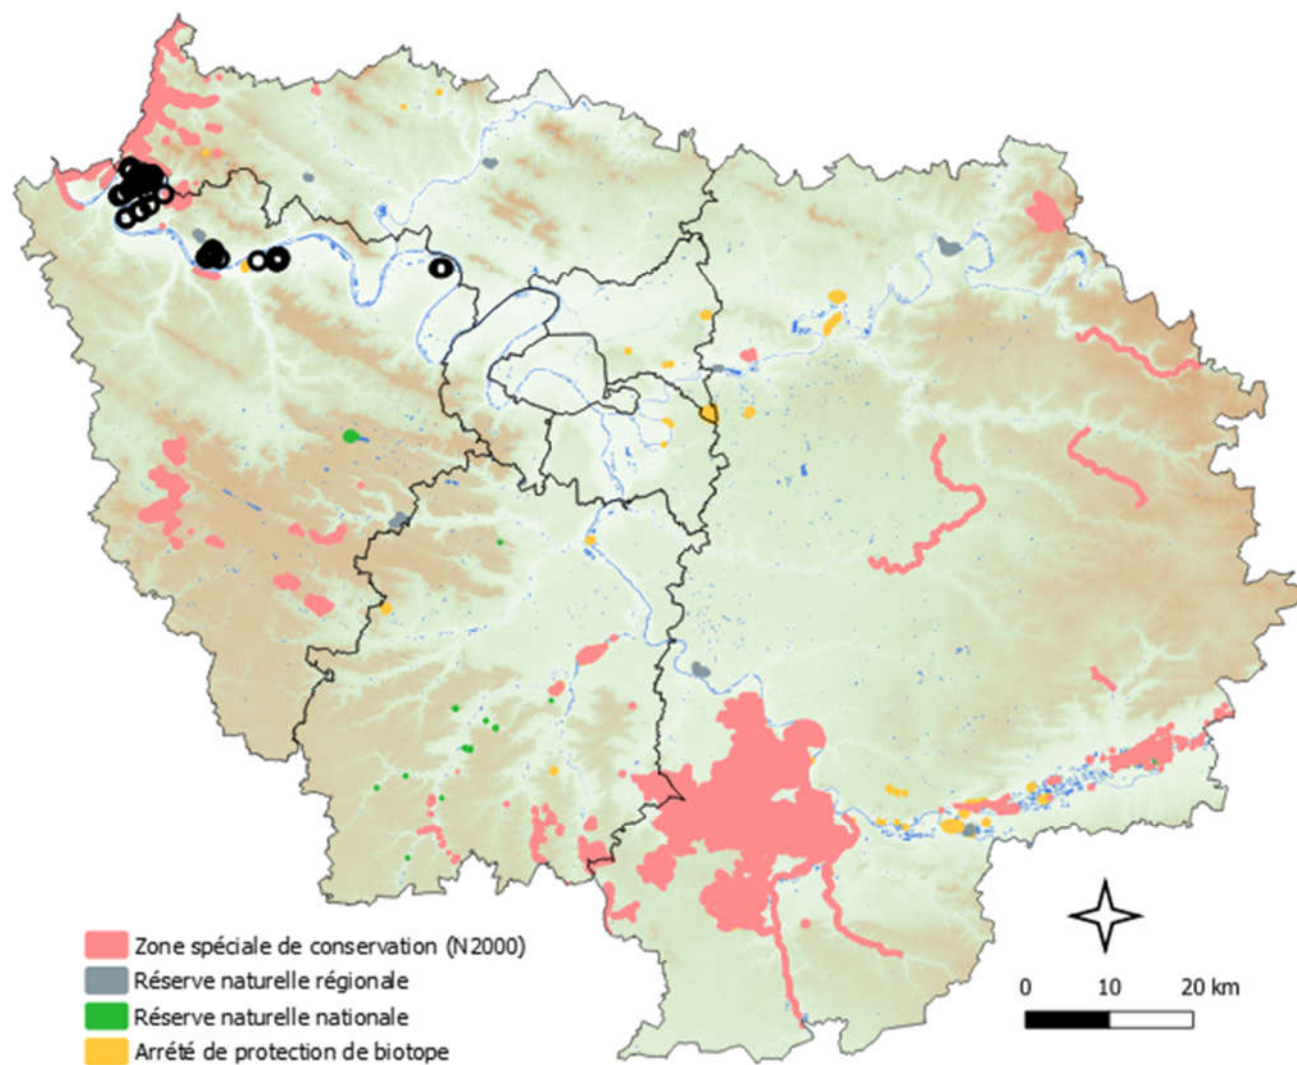 Zone spéciale de conservation (N2000)
Réserve naturelle régionale
Réserve naturelle nationale
Arrété de protection de biotope
0 10 20 km